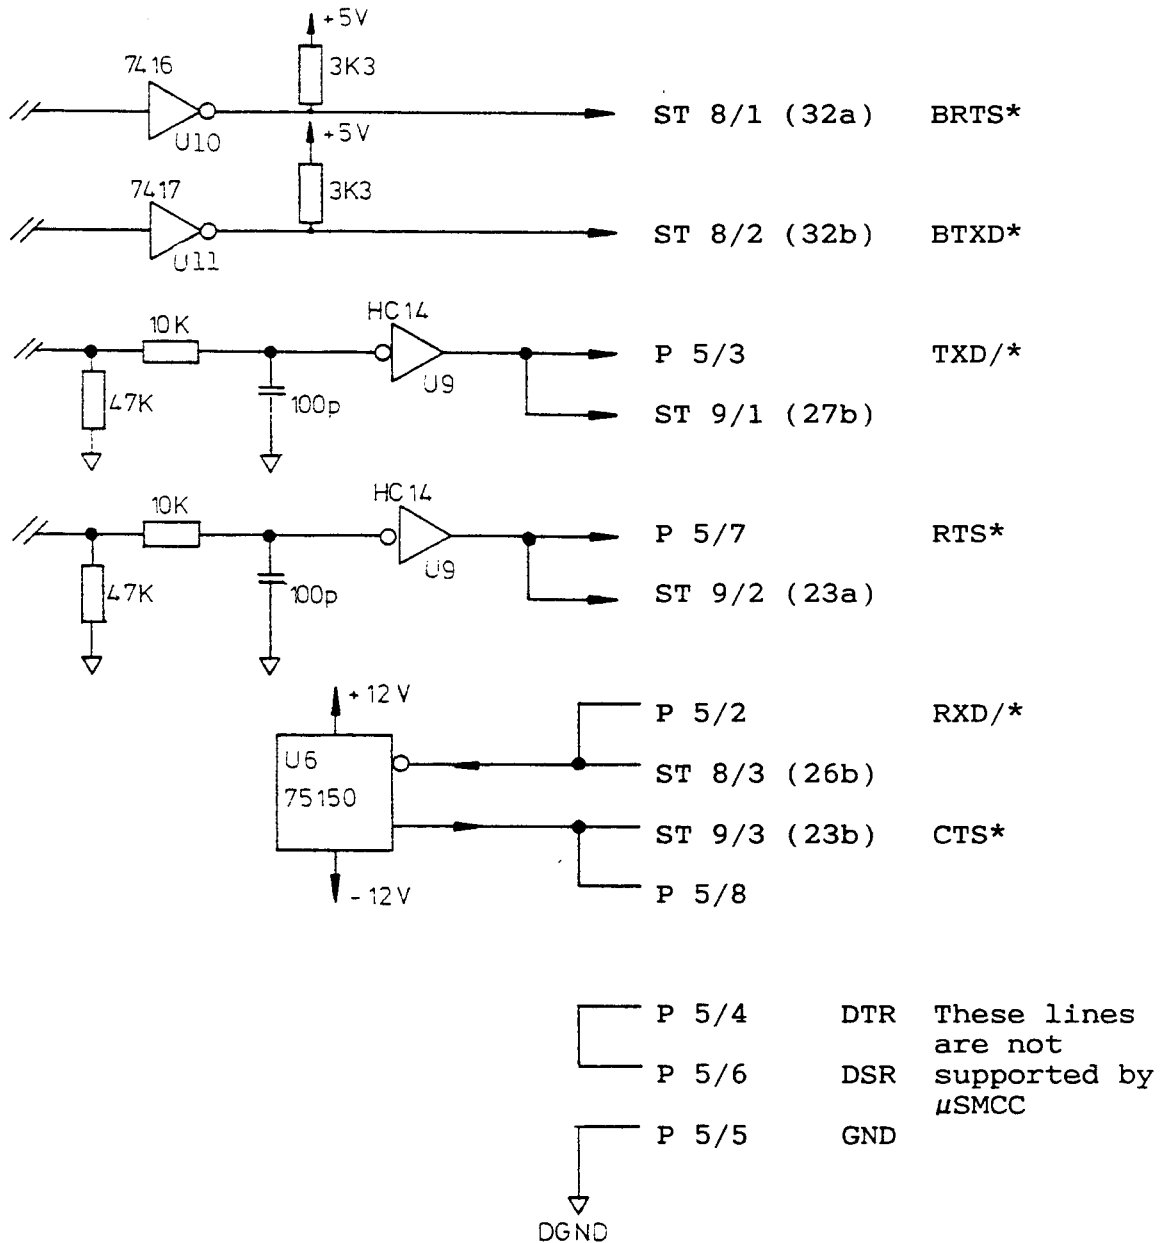 +5V
7416
3K3
ST 8/1 (32a) BRTS*
U10
+5V
7417
3K3
ST 8/2 (32b) BTXD*
U11
HC14
10K
P 5/3 TXD/*
U9
47K
100p
ST 9/1 (27b)
HC14
10K
P 5/7 RTS*
U9
47K
100p
ST 9/2 (23a)
+12V
P 5/2 RXD/*
U6
ST 8/3 (26b)
75150
ST 9/3 (23b) CTS*
-12V
P 5/8
P 5/4 DTR These lines
are not
P 5/6 DSR supported by
µSMCC
P 5/5 GND
DGND